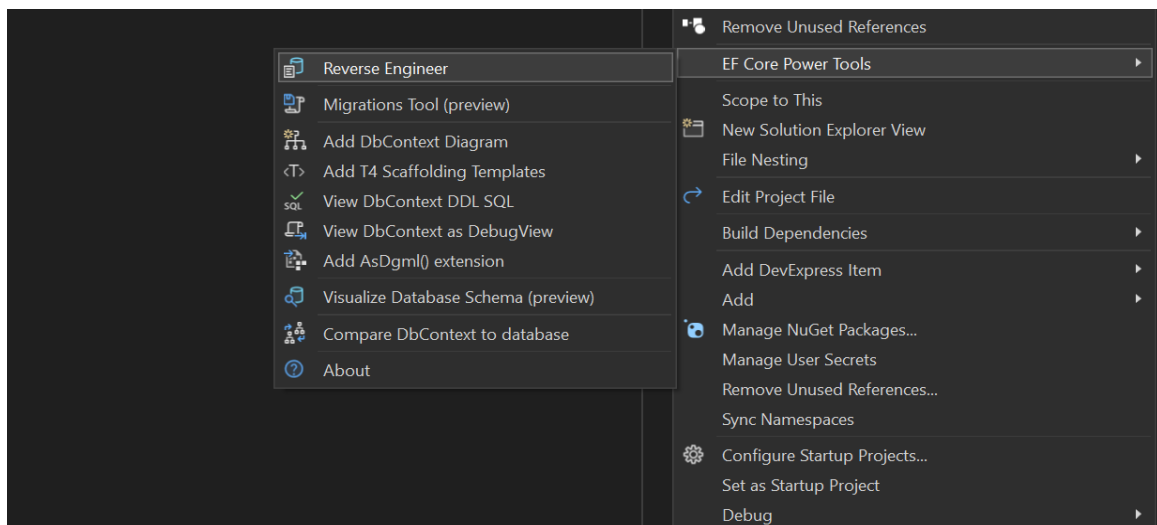 Reverse Engineer
Migrations Tool (preview)
Add DbContext Diagram
<T> Add T4 Scaffolding Templates
SQL View DbContext DDL SQL
View DbContext as DebugView
Add AsDgml() extension
Visualize Database Schema (preview)
Compare DbContext to database
? About
Remove Unused References
EF Core Power Tools
Scope to This
New Solution Explorer View
File Nesting
Edit Project File
Build Dependencies
Add DevExpress Item
Add
Manage NuGet Packages...
Manage User Secrets
Remove Unused References...
Sync Namespaces
Configure Startup Projects...
Set as Startup Project
Debug